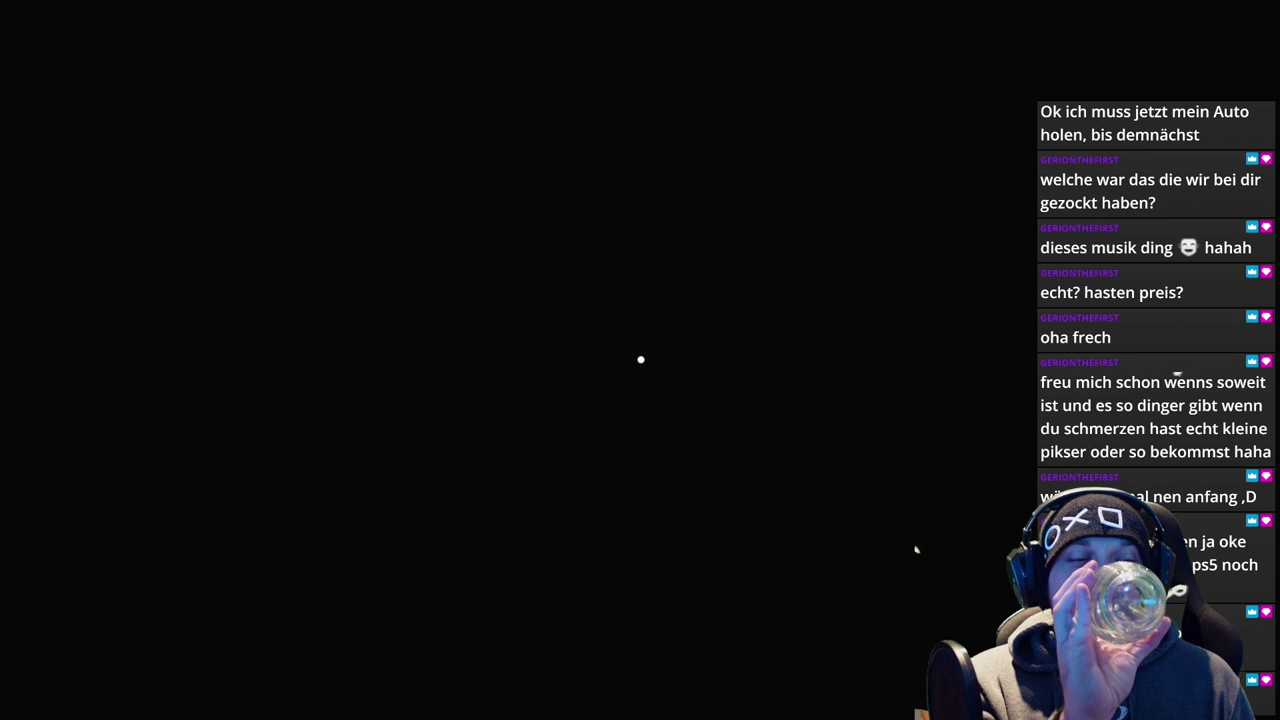 Ok ich muss jetzt mein Auto
holen, bis demnächst
GERIONTHEFIRST
welche war das die wir bei dir
gezockt haben?
GERIONTHEFIRST
dieses musik ding hahah
GERIONTHEFIRST
echt? hasten preis?
GERIONTHEFIRST
oha frech
GERIONTHEFIRST
freu mich schon wenns soweit
ist und es so dinger gibt wenn
du schmerzen hast echt kleine
pikser oder so bekommst haha
GERIONTHEFIRST
nen anfang ,D
ja oke
ps5 noch